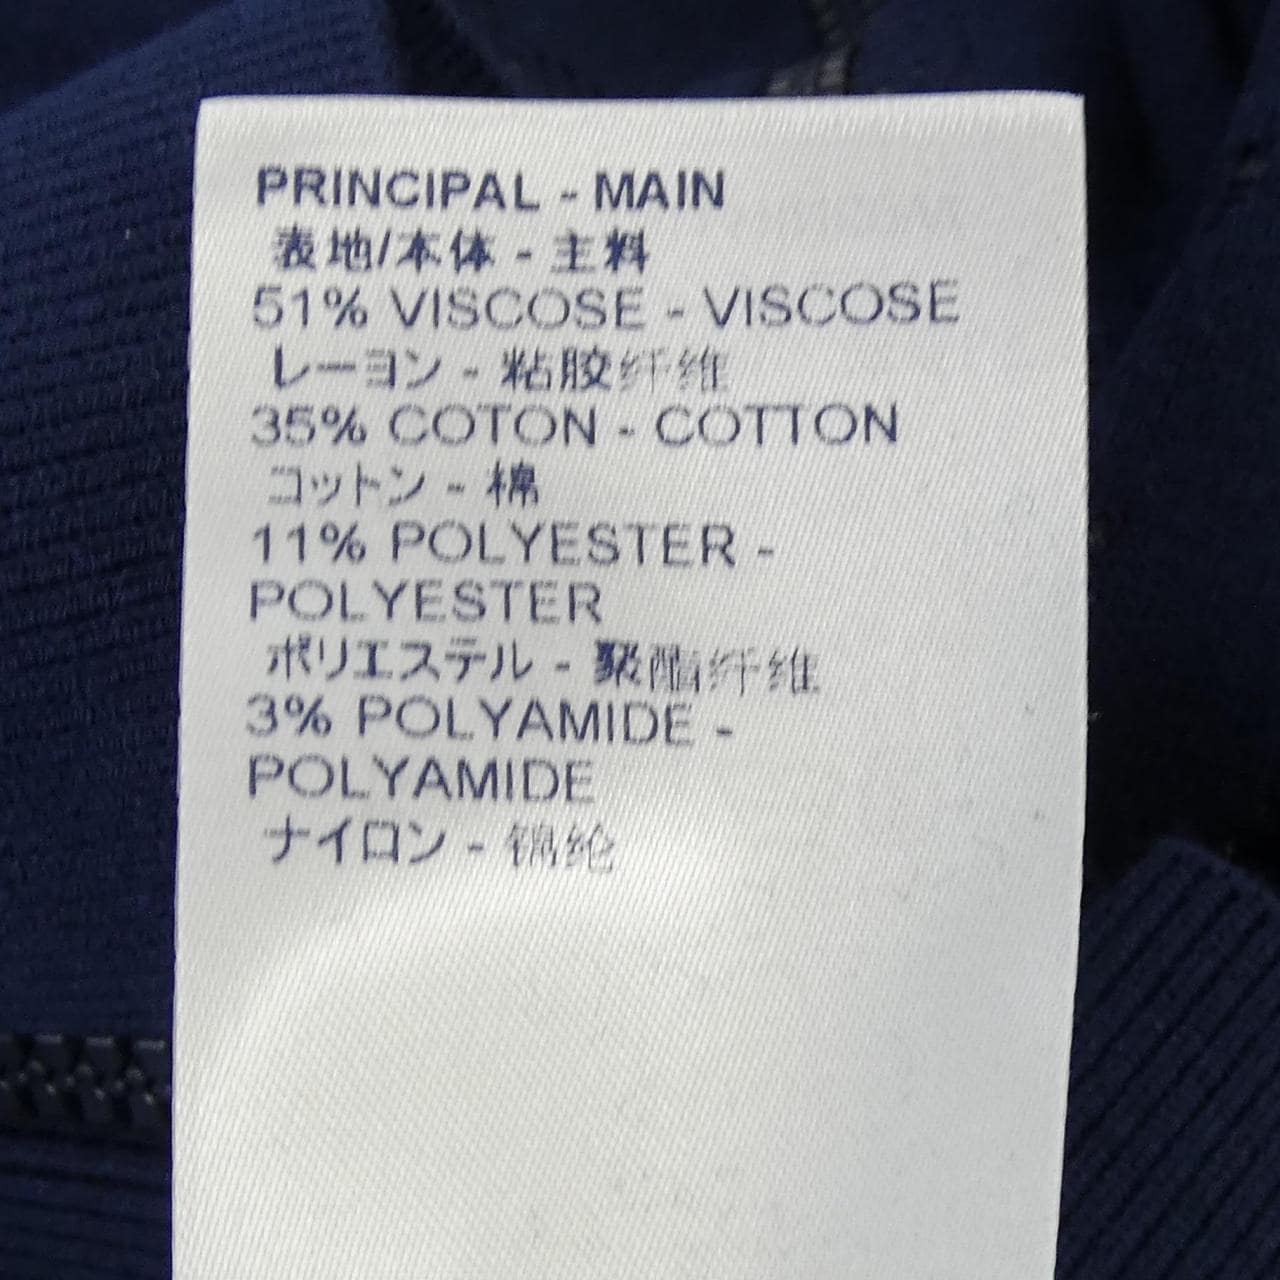 PRINCIPAL - MAIN
表地/本体 - 主料
51% VISCOSE - VISCOSE
レーヨン - 粘胶纤维
35% COTON - COTTON
コットン - 棉
11% POLYESTER -
POLYESTER
ポリエステル - 聚酯纤维
3% POLYAMIDE -
POLYAMIDE
ナイロン - 锦纶